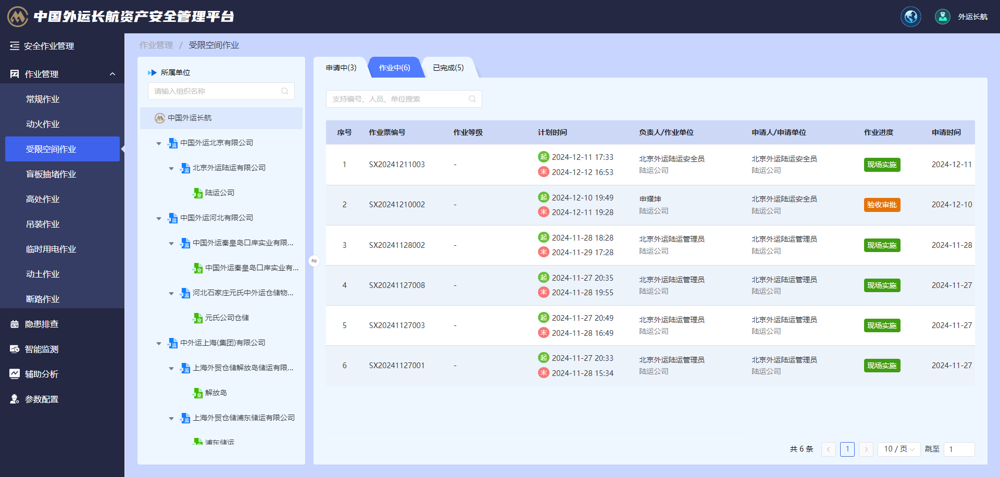 中国外运长航资产安全管理平台
外运长航
安全作业管理
作业管理
常规作业
动火作业
受限空间作业
盲板抽堵作业
高处作业
吊装作业
临时用电作业
动土作业
断路作业
隐患排查
智能监测
辅助分析
参数配置
作业管理 / 受限空间作业
所属单位
请输入组织名称
中国外运长航
监 中国外运北京有限公司
监 北京外运陆运有限公司
业 陆运公司
监 中国外运河北有限公司
监 中国外运秦皇岛口岸实业有限...
业 中国外运秦皇岛口岸实业有...
监 河北石家庄元氏中外运仓储物...
业 元氏公司仓储
监 中外运上海(集团)有限公司
监 上海外贸仓储解放岛储运有限...
业 解放岛
监 上海外贸仓储浦东储运有限公司
业 浦东储运
申请中(3) 作业中(6) 已完成(5)
支持编号、人员、单位搜索
序号 作业票编号 作业等级 计划时间 负责人/作业单位 申请人/申请单位 作业进度 申请时间
1 SX20241211003 - 起 2024-12-11 17:33 末 2024-12-12 16:53 北京外运陆运安全员 陆运公司 北京外运陆运安全员 陆运公司 现场实施 2024-12-11
2 SX20241210002 - 起 2024-12-10 19:49 末 2024-12-11 19:28 申耀坤 陆运公司 北京外运陆运安全员 陆运公司 验收审批 2024-12-10
3 SX20241128002 - 起 2024-11-28 18:28 末 2024-11-29 17:28 北京外运陆运管理员 陆运公司 北京外运陆运管理员 陆运公司 现场实施 2024-11-28
4 SX20241127008 - 起 2024-11-27 20:35 末 2024-11-28 19:55 北京外运陆运管理员 陆运公司 北京外运陆运管理员 陆运公司 现场实施 2024-11-27
5 SX20241127003 - 起 2024-11-27 20:49 末 2024-11-28 16:49 北京外运陆运管理员 陆运公司 北京外运陆运管理员 陆运公司 现场实施 2024-11-27
6 SX20241127001 - 起 2024-11-27 20:33 末 2024-11-28 15:34 北京外运陆运管理员 陆运公司 北京外运陆运管理员 陆运公司 现场实施 2024-11-27
共 6 条 1 10 / 页 跳至 1